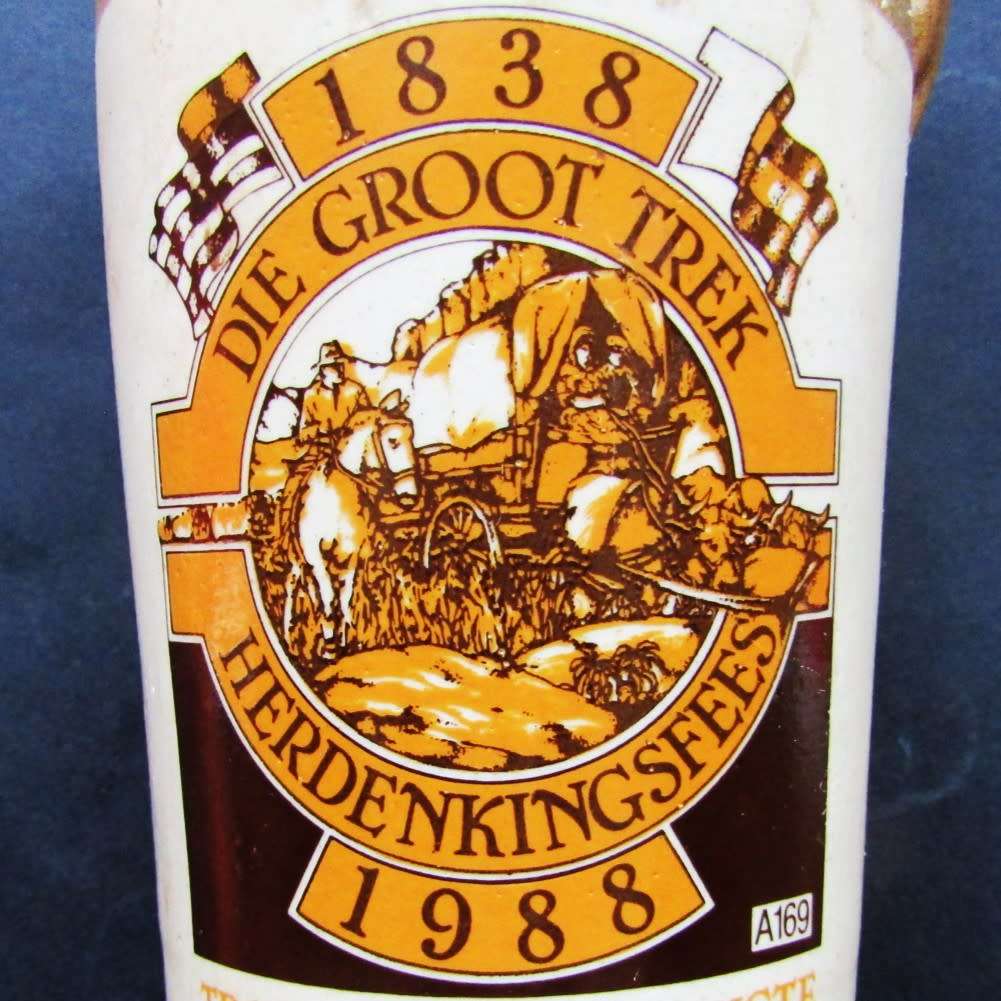 1838
DIE GROOT TREK
HERDENKINGSFEES
1988
A169